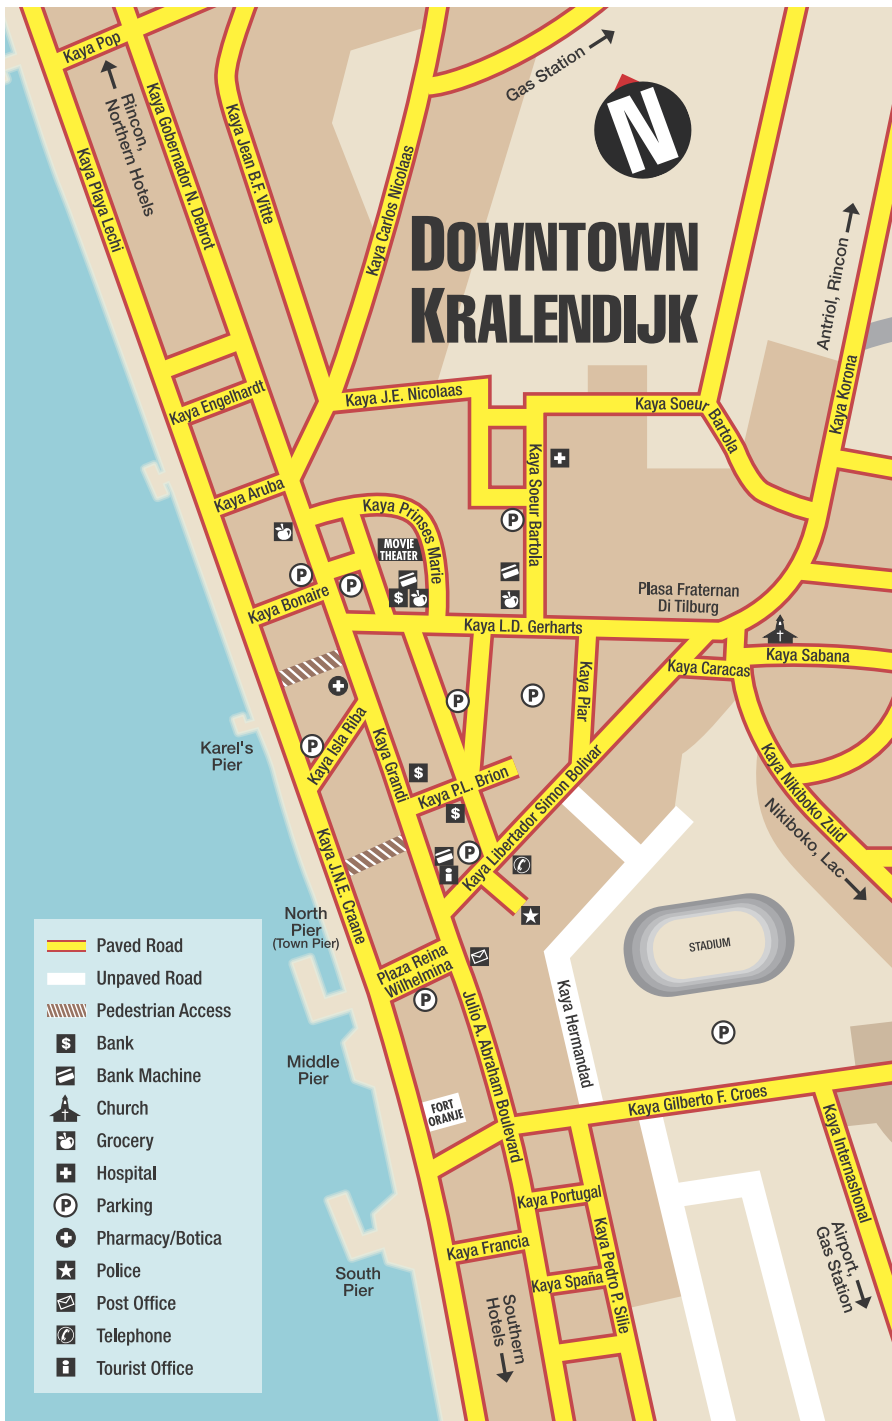 Kaya Pop
Gas Station
Rincon,
Northern Hotels
Kaya Gobernador N. Debrot
Kaya Jean B.F. Vitte
Kaya Playa Lechi
Kaya Carlos Nicolaas
N
DOWNTOWN
KRALENDIJK
Antriol, Rincon
Kaya Korona
Kaya Engelhardt
Kaya J.E. Nicolaas
Kaya Soeur Bartola
Kaya Aruba
Kaya Prinses Marie
Kaya Soeur Bartola
P
MOVIE
THEATER
P
P
$
Kaya Bonaire
Plasa Fraternan
Di Tilburg
Kaya L.D. Gerharts
Kaya Sabana
Kaya Caracas
Kaya Piar
P
P
Kaya Isla Riba
P
Karel's
Pier
Kaya Grandi
$
Kaya P.L. Brion
$
Kaya Libertador Simon Bolivar
Kaya Nikiboko Zuid
Nikiboko, Lac
Kaya J.N.E. Craane
P
i
North
Pier
(Town Pier)
Plaza Reina
Wilhelmina
P
STADIUM
P
Kaya Hermandad
Julio A. Abraham Boulevard
Middle
Pier
FORT
ORANJE
Kaya Gilberto F. Croes
Kaya Internashonal
Kaya Portugal
Kaya Pedro P. Silie
Kaya Francia
Kaya Spaña
South
Pier
Southern
Hotels
Airport,
Gas Station
Paved Road
Unpaved Road
Pedestrian Access
$ Bank
Bank Machine
Church
Grocery
Hospital
P Parking
Pharmacy/Botica
Police
Post Office
Telephone
i Tourist Office